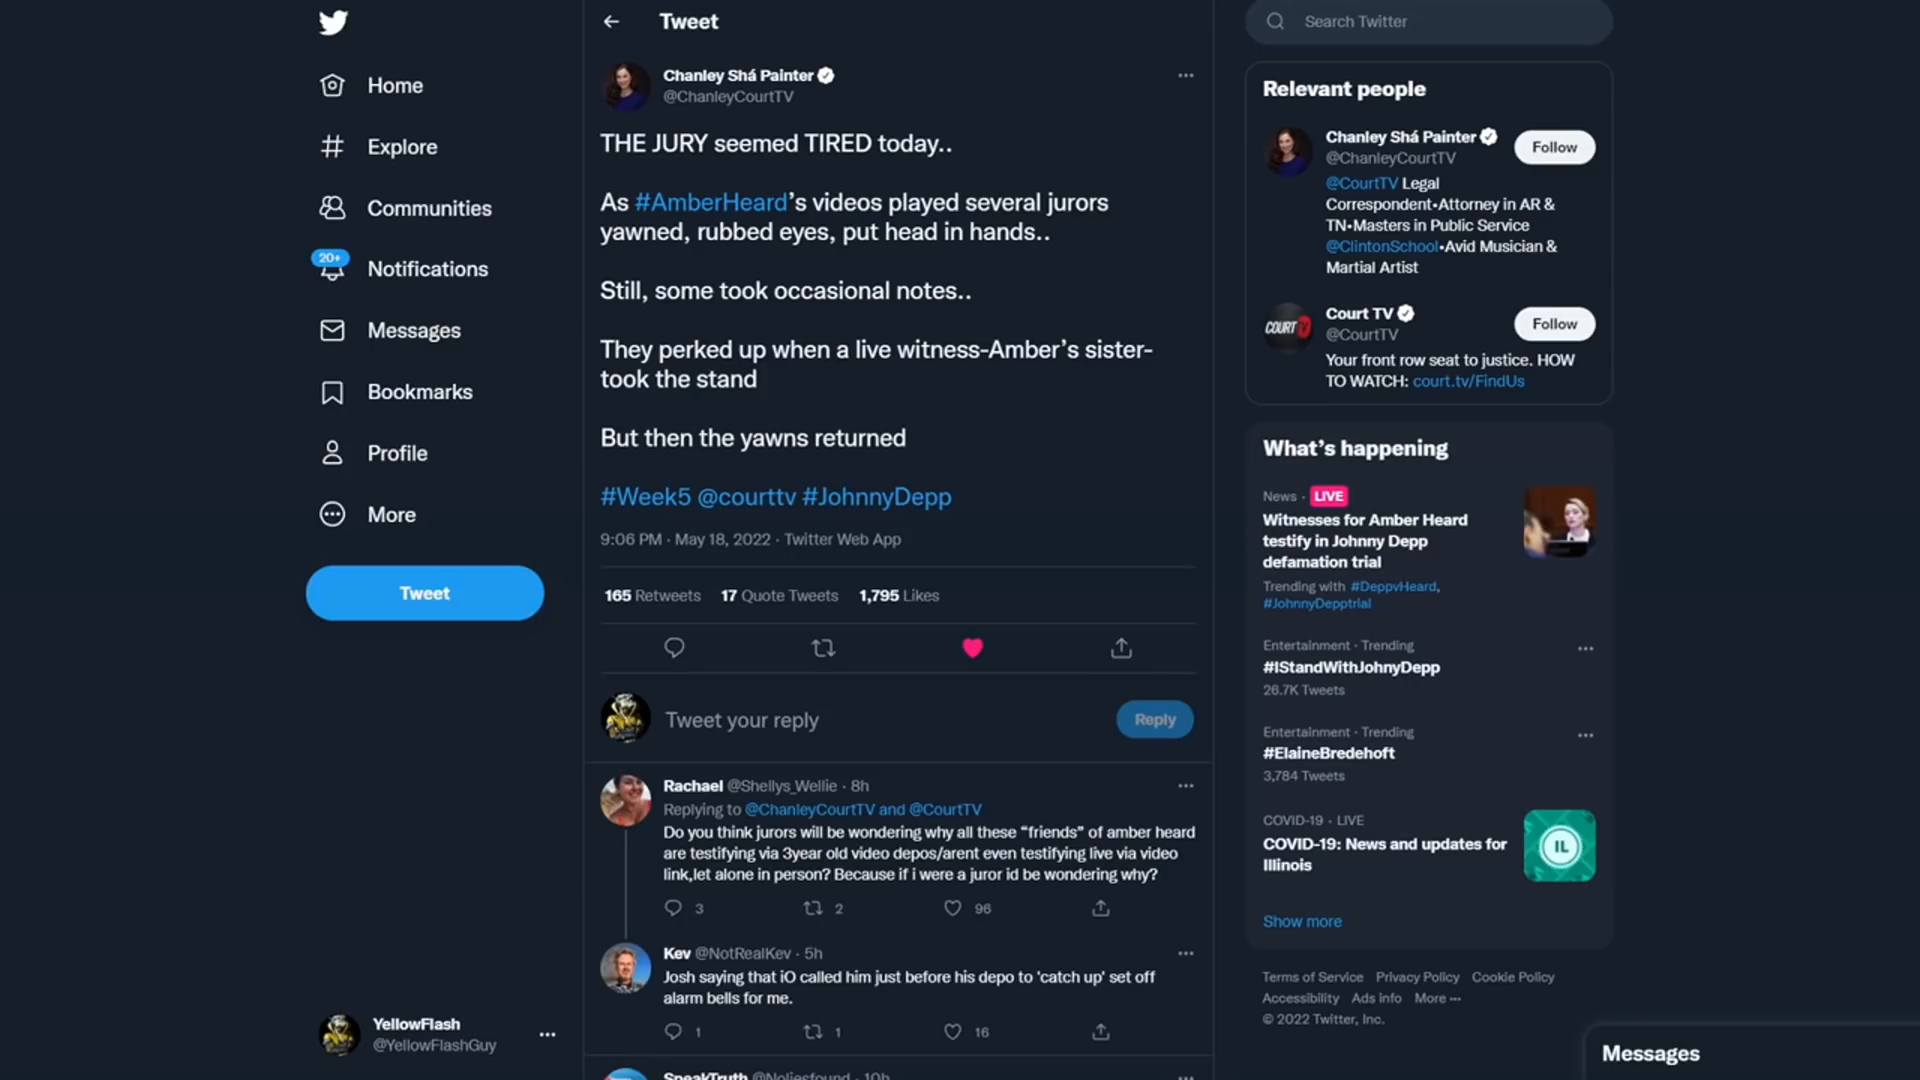 Home
Explore
Communities
20+
Notifications
Messages
Bookmarks
Profile
More
Tweet
YellowFlash
@YellowFlashGuy
Tweet
Chanley Shá Painter
@ChanleyCourtTV
THE JURY seemed TIRED today..
As #AmberHeard’s videos played several jurors
yawned, rubbed eyes, put head in hands..
Still, some took occasional notes..
They perked up when a live witness-Amber’s sister-
took the stand
But then the yawns returned
#Week5 @courttv #JohnnyDepp
9:06 PM · May 18, 2022 · Twitter Web App
165 Retweets 17 Quote Tweets 1,795 Likes
Tweet your reply
Reply
Rachael @Shellys_Wellie · 8h
Replying to @ChanleyCourtTV and @CourtTV
Do you think jurors will be wondering why all these “friends” of amber heard
are testifying via 3year old video depos/arent even testifying live via video
link,let alone in person? Because if i were a juror id be wondering why?
3 2 96
Kev @NotRealKev · 5h
Josh saying that iO called him just before his depo to 'catch up' set off
alarm bells for me.
1 1 16
SpeakTruth @Noliesfound · 10h
Search Twitter
Relevant people
Chanley Shá Painter
@ChanleyCourtTV
Follow
@CourtTV Legal
Correspondent•Attorney in AR &
TN•Masters in Public Service
@ClintonSchool•Avid Musician &
Martial Artist
COURT TV
Court TV
@CourtTV
Follow
Your front row seat to justice. HOW
TO WATCH: court.tv/FindUs
What’s happening
News · LIVE
Witnesses for Amber Heard
testify in Johnny Depp
defamation trial
Trending with #DeppvHeard,
#JohnnyDepptrial
Entertainment · Trending
#IStandWithJohnyDepp
26.7K Tweets
Entertainment · Trending
#ElaineBredehoft
3,784 Tweets
COVID-19 · LIVE
COVID-19: News and updates for
Illinois
IL
Show more
Terms of Service Privacy Policy Cookie Policy
Accessibility Ads info More ···
© 2022 Twitter, Inc.
Messages